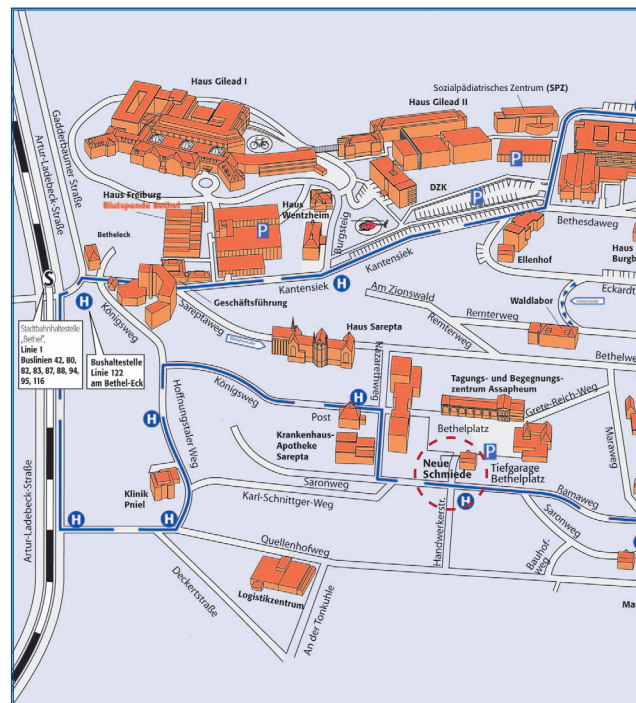 Haus Gilead I
Sozialpädiatrisches Zentrum (SPZ)
Haus Gilead II
Gadderbaumer Straße
Artur-Ladebeck-Straße
P
DZK
P
Haus Freiburg
Blutspende Bethel
Haus
Wentzheim
Burgsteig
P
Bethesdaweg
Betheleck
Ellenhof
Haus
Burgb
Kantensiek
S
H
H
Geschäftsführung
Kantensiek
Am Zionswald
Eckardt
Waldlabor
Stadtbahnhaltestelle
„Bethel",
Linie 1
Buslinien 42, 80,
82, 83, 87, 88, 94,
95, 116
Bushaltestelle
Linie 122
am Bethel-Eck
Königsweg
Sareptaweg
Haus Sarepta
Remterweg
Remterweg
Nazarethweg
Bethelwe
Hoffnungstaler Weg
Königsweg
Tagungs- und Begegnungs-
zentrum Assapheum
Grete-Reich-Weg
H
Post
H
Bethelplatz
Maraweg
Krankenhaus-
Apotheke
Sarepta
Neue
Schmiede
P
Tiefgarage
Bethelplatz
Artur-Ladebeck-Straße
Klinik
Pniel
Saronweg
Karl-Schnittger-Weg
H
Ramaweg
Saronweg
H
H
Handwerkerstr.
Bauhof-
weg
Quellenhofweg
Deckertstraße
Logistikzentrum
An der Tonkuhle
Ma